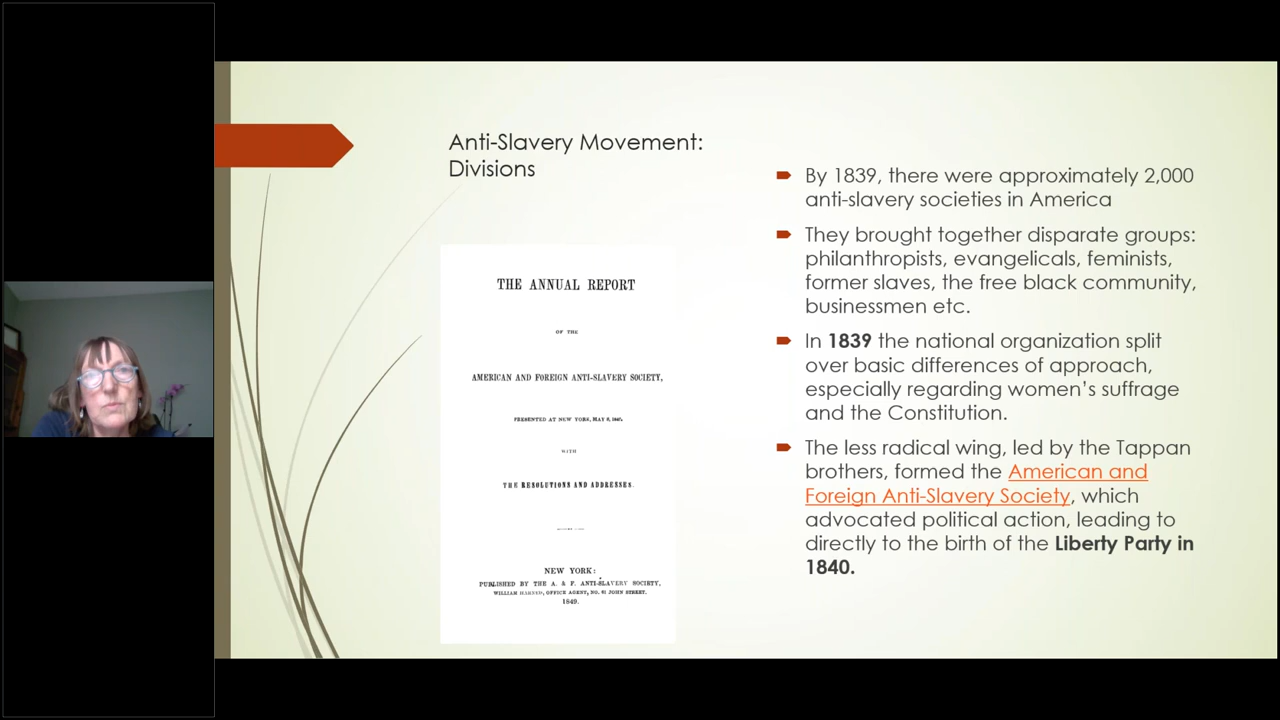 Anti-Slavery Movement:
Divisions
THE ANNUAL REPORT
OF THE
AMERICAN AND FOREIGN ANTI-SLAVERY SOCIETY,
PRESENTED AT NEW YORK, MAY 8, 1849,
WITH
THE RESOLUTIONS AND ADDRESSES.
NEW YORK:
PUBLISHED BY THE A. & F. ANTI-SLAVERY SOCIETY,
WILLIAM HARNED, OFFICE AGENT, NO. 61 JOHN STREET.
1849.
By 1839, there were approximately 2,000
anti-slavery societies in America
They brought together disparate groups:
philanthropists, evangelicals, feminists,
former slaves, the free black community,
businessmen etc.
In 1839 the national organization split
over basic differences of approach,
especially regarding women’s suffrage
and the Constitution.
The less radical wing, led by the Tappan
brothers, formed the American and
Foreign Anti-Slavery Society, which
advocated political action, leading to
directly to the birth of the Liberty Party in
1840.